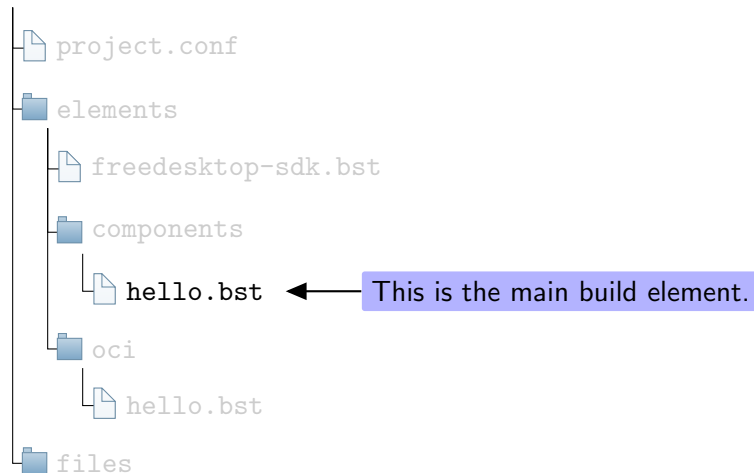 project.conf
elements
freedesktop-sdk.bst
components
hello.bst This is the main build element.
oci
hello.bst
files